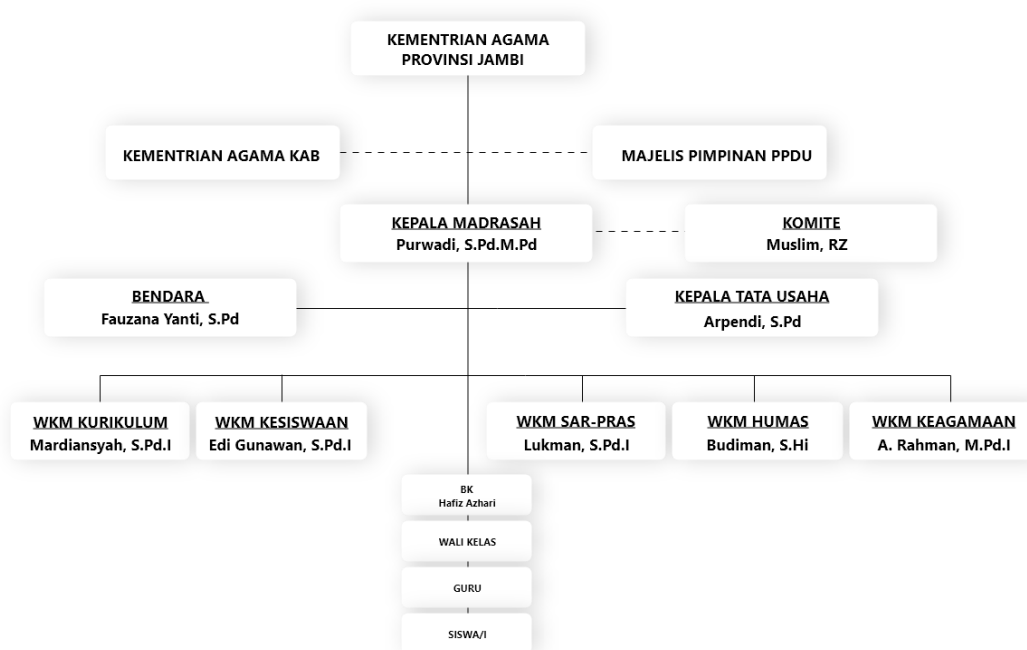 KEMENTRIAN AGAMA
PROVINSI JAMBI
KEMENTRIAN AGAMA KAB
MAJELIS PIMPINAN PPDU
KEPALA MADRASAH
Purwadi, S.Pd.M.Pd
KOMITE
Muslim, RZ
BENDARA
Fauzana Yanti, S.Pd
KEPALA TATA USAHA
Arpendi, S.Pd
WKM KURIKULUM
Mardiansyah, S.Pd.I
WKM KESISWAAN
Edi Gunawan, S.Pd.I
WKM SAR-PRAS
Lukman, S.Pd.I
WKM HUMAS
Budiman, S.Hi
WKM KEAGAMAAN
A. Rahman, M.Pd.I
BK
Hafiz Azhari
WALI KELAS
GURU
SISWA/I